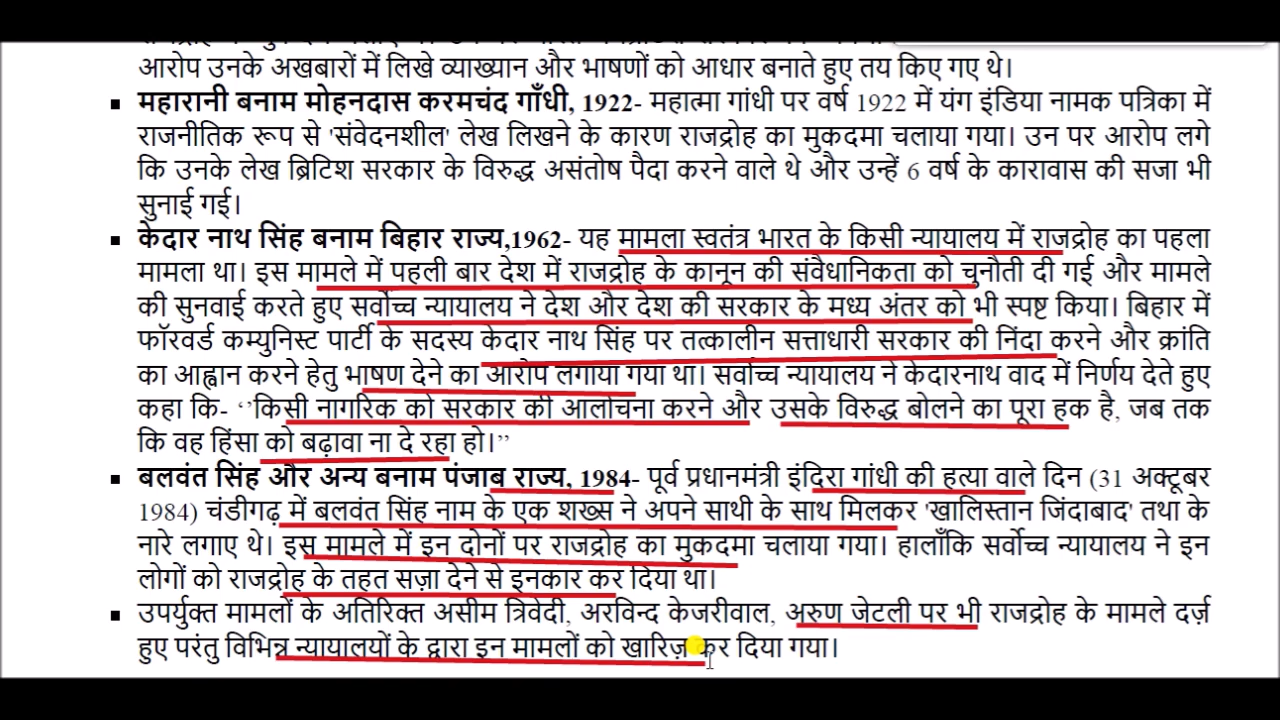 आरोप उनके अखबारों में लिखे व्याख्यान और भाषणों को आधार बनाते हुए तय किए गए थे।
▪ महारानी बनाम मोहनदास करमचंद गाँधी, 1922- महात्मा गांधी पर वर्ष 1922 में यंग इंडिया नामक पत्रिका में
राजनीतिक रूप से 'संवेदनशील' लेख लिखने के कारण राजद्रोह का मुकदमा चलाया गया। उन पर आरोप लगे
कि उनके लेख ब्रिटिश सरकार के विरुद्ध असंतोष पैदा करने वाले थे और उन्हें 6 वर्ष के कारावास की सजा भी
सुनाई गई।
▪ केदार नाथ सिंह बनाम बिहार राज्य,1962- यह मामला स्वतंत्र भारत के किसी न्यायालय में राजद्रोह का पहला
मामला था। इस मामले में पहली बार देश में राजद्रोह के कानून की संवैधानिकता को चुनौती दी गई और मामले
की सुनवाई करते हुए सर्वोच्च न्यायालय ने देश और देश की सरकार के मध्य अंतर को भी स्पष्ट किया। बिहार में
फॉरवर्ड कम्युनिस्ट पार्टी के सदस्य केदार नाथ सिंह पर तत्कालीन सत्ताधारी सरकार की निंदा करने और क्रांति
का आह्वान करने हेतु भाषण देने का आरोप लगाया गया था। सर्वोच्च न्यायालय ने केदारनाथ वाद में निर्णय देते हुए
कहा कि- ‘'किसी नागरिक को सरकार की आलोचना करने और उसके विरुद्ध बोलने का पूरा हक है, जब तक
कि वह हिंसा को बढ़ावा ना दे रहा हो।”
▪ बलवंत सिंह और अन्य बनाम पंजाब राज्य, 1984- पूर्व प्रधानमंत्री इंदिरा गांधी की हत्या वाले दिन (31 अक्टूबर
1984) चंडीगढ़ में बलवंत सिंह नाम के एक शख्स ने अपने साथी के साथ मिलकर 'खालिस्तान जिंदाबाद' तथा के
नारे लगाए थे। इस मामले में इन दोनों पर राजद्रोह का मुकदमा चलाया गया। हालाँकि सर्वोच्च न्यायालय ने इन
लोगों को राजद्रोह के तहत सज़ा देने से इनकार कर दिया था।
▪ उपर्युक्त मामलों के अतिरिक्त असीम त्रिवेदी, अरविन्द केजरीवाल, अरुण जेटली पर भी राजद्रोह के मामले दर्ज़
हुए परंतु विभिन्न न्यायालयों के द्वारा इन मामलों को खारिज़ कर दिया गया।